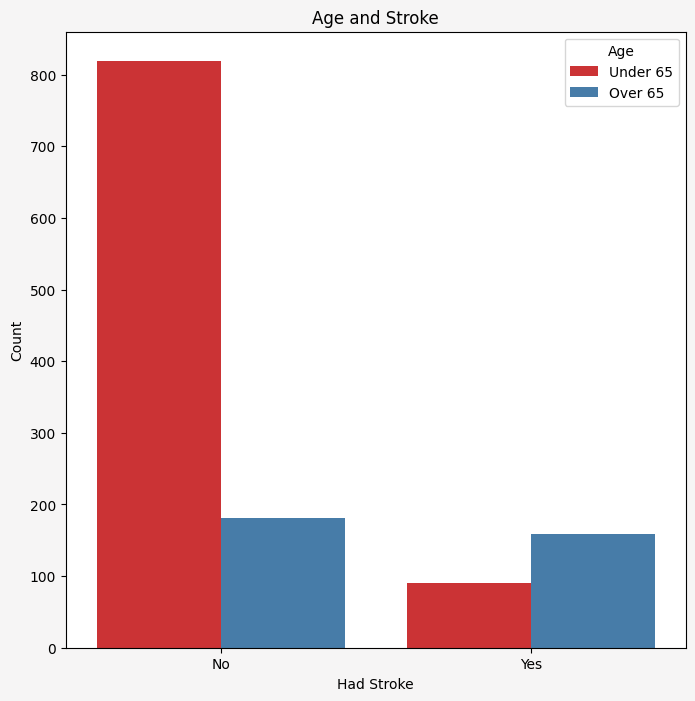 Age and Stroke
Age
Under 65
Over 65
Count
800
700
600
500
400
300
200
100
0
No
Yes
Had Stroke